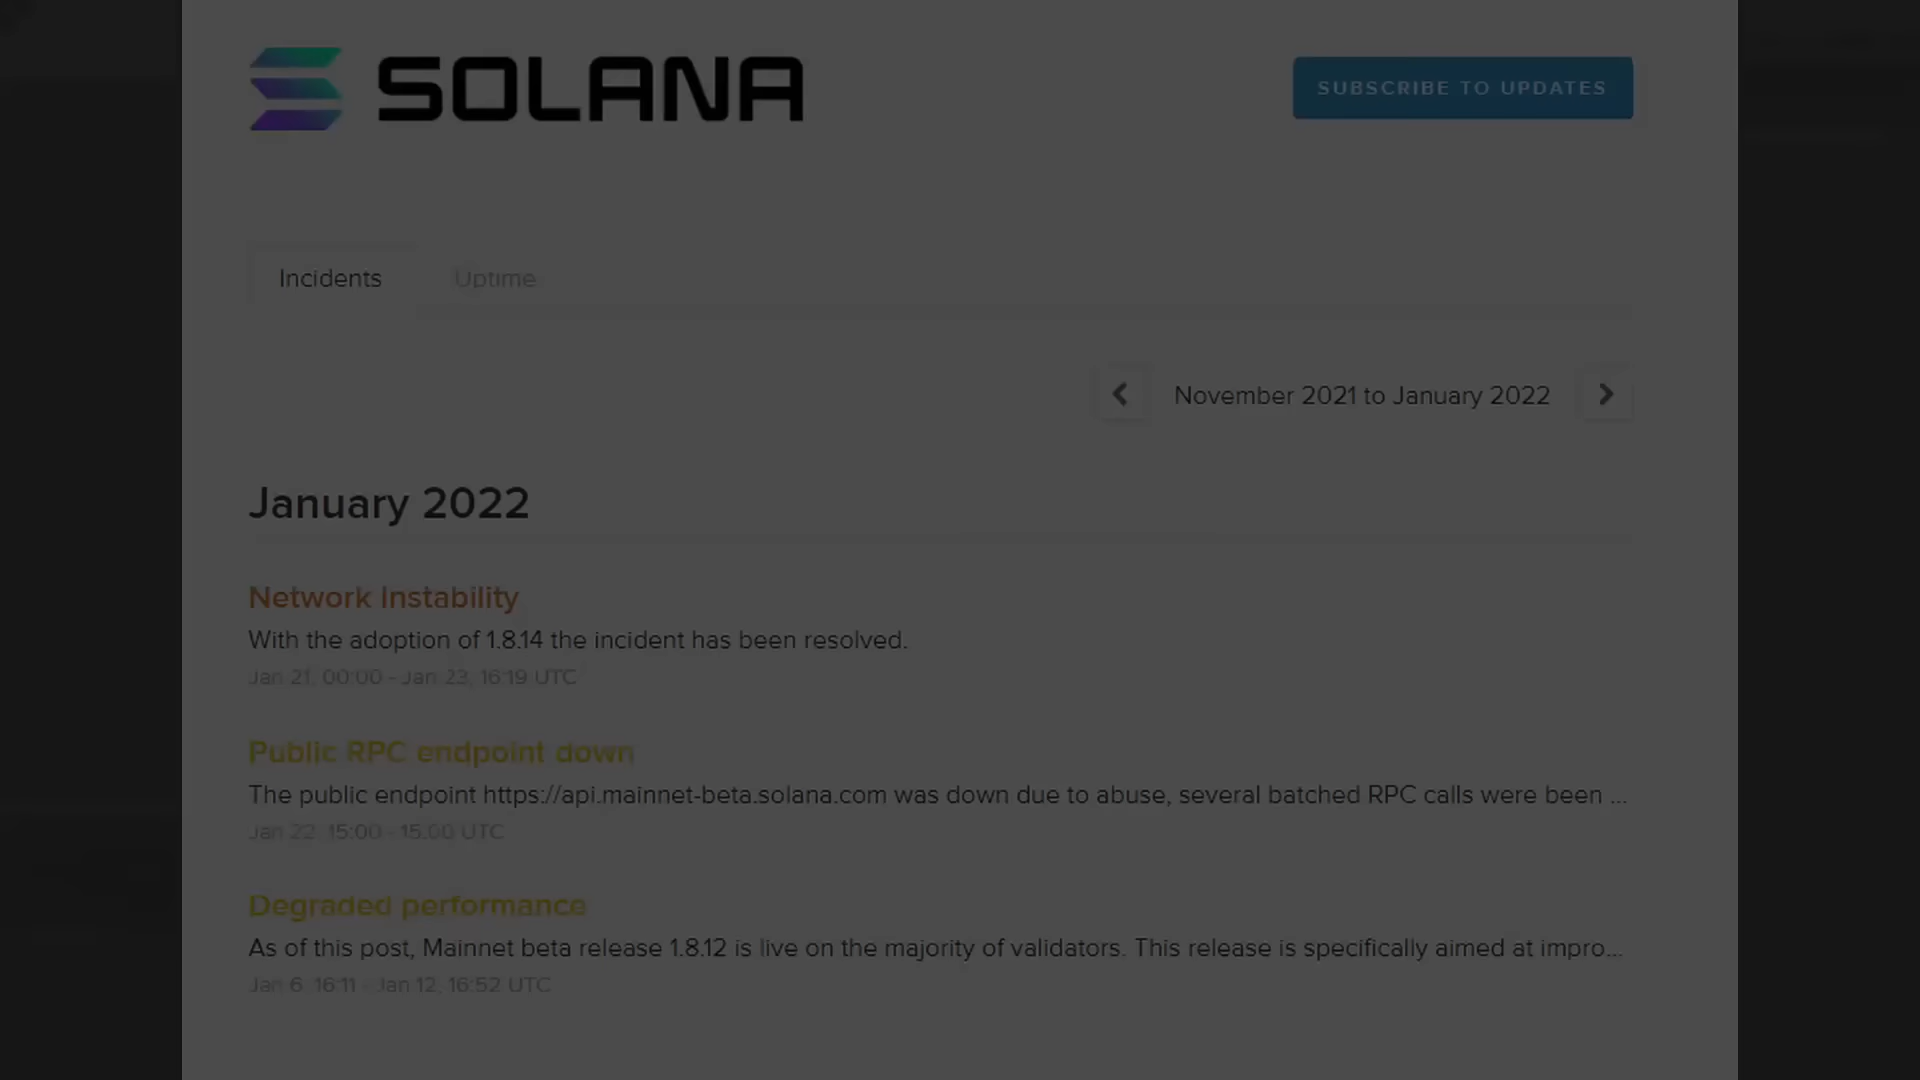 SOLANA
SUBSCRIBE TO UPDATES
Incidents
Uptime
November 2021 to January 2022
January 2022
Network Instability
With the adoption of 1.8.14 the incident has been resolved.
Jan 21, 00:00 - Jan 23, 16:19 UTC
Public RPC endpoint down
The public endpoint https://api.mainnet-beta.solana.com was down due to abuse, several batched RPC calls were been ...
Jan 22, 15:00 - 15:00 UTC
Degraded performance
As of this post, Mainnet beta release 1.8.12 is live on the majority of validators. This release is specifically aimed at impro...
Jan 6, 16:11 - Jan 12, 16:52 UTC